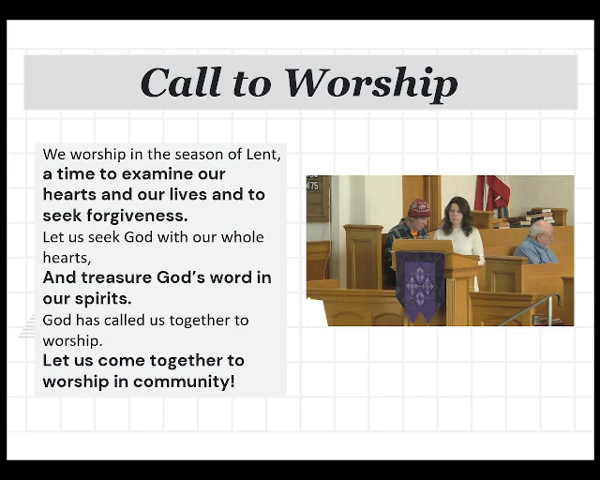 Call to Worship
We worship in the season of Lent,
a time to examine our
hearts and our lives and to
seek forgiveness.
Let us seek God with our whole
hearts,
And treasure God's word in
our spirits.
God has called us together to
worship.
Let us come together to
worship in community!